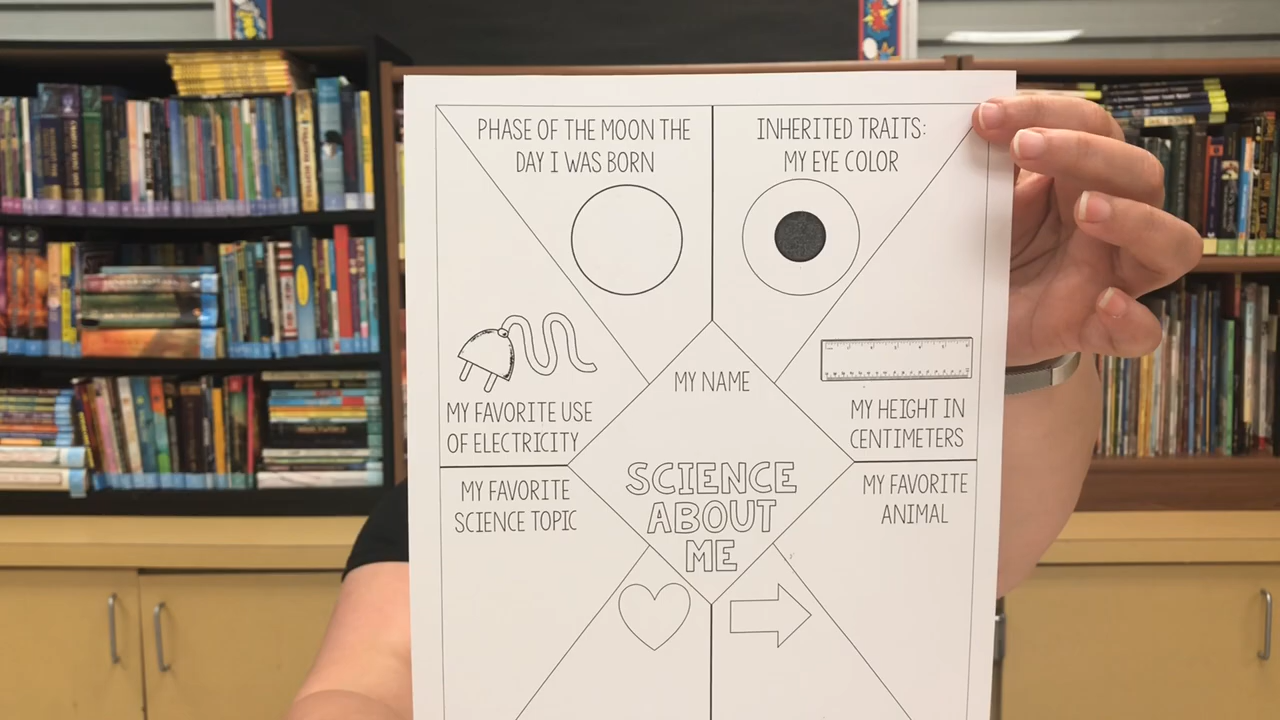 PHASE OF THE MOON THE
DAY I WAS BORN
INHERITED TRAITS:
MY EYE COLOR
MY FAVORITE USE
OF ELECTRICITY
MY NAME
MY HEIGHT IN
CENTIMETERS
SCIENCE
ABOUT
ME
MY FAVORITE
SCIENCE TOPIC
MY FAVORITE
ANIMAL